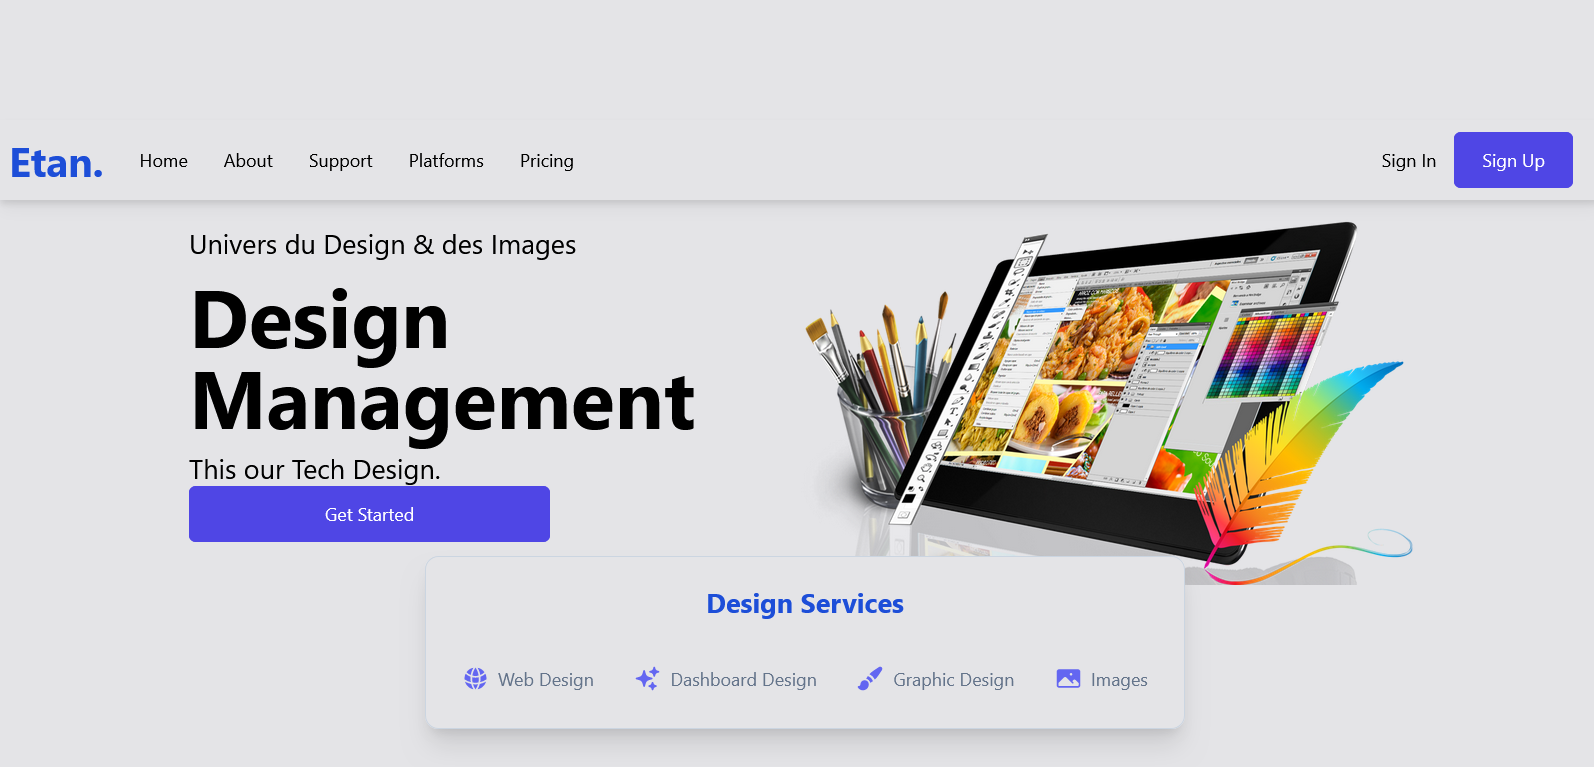 Etan.
Home About Support Platforms Pricing
Sign In Sign Up
Univers du Design & des Images
Design
Management
This our Tech Design.
Get Started
Design Services
Web Design Dashboard Design Graphic Design Images